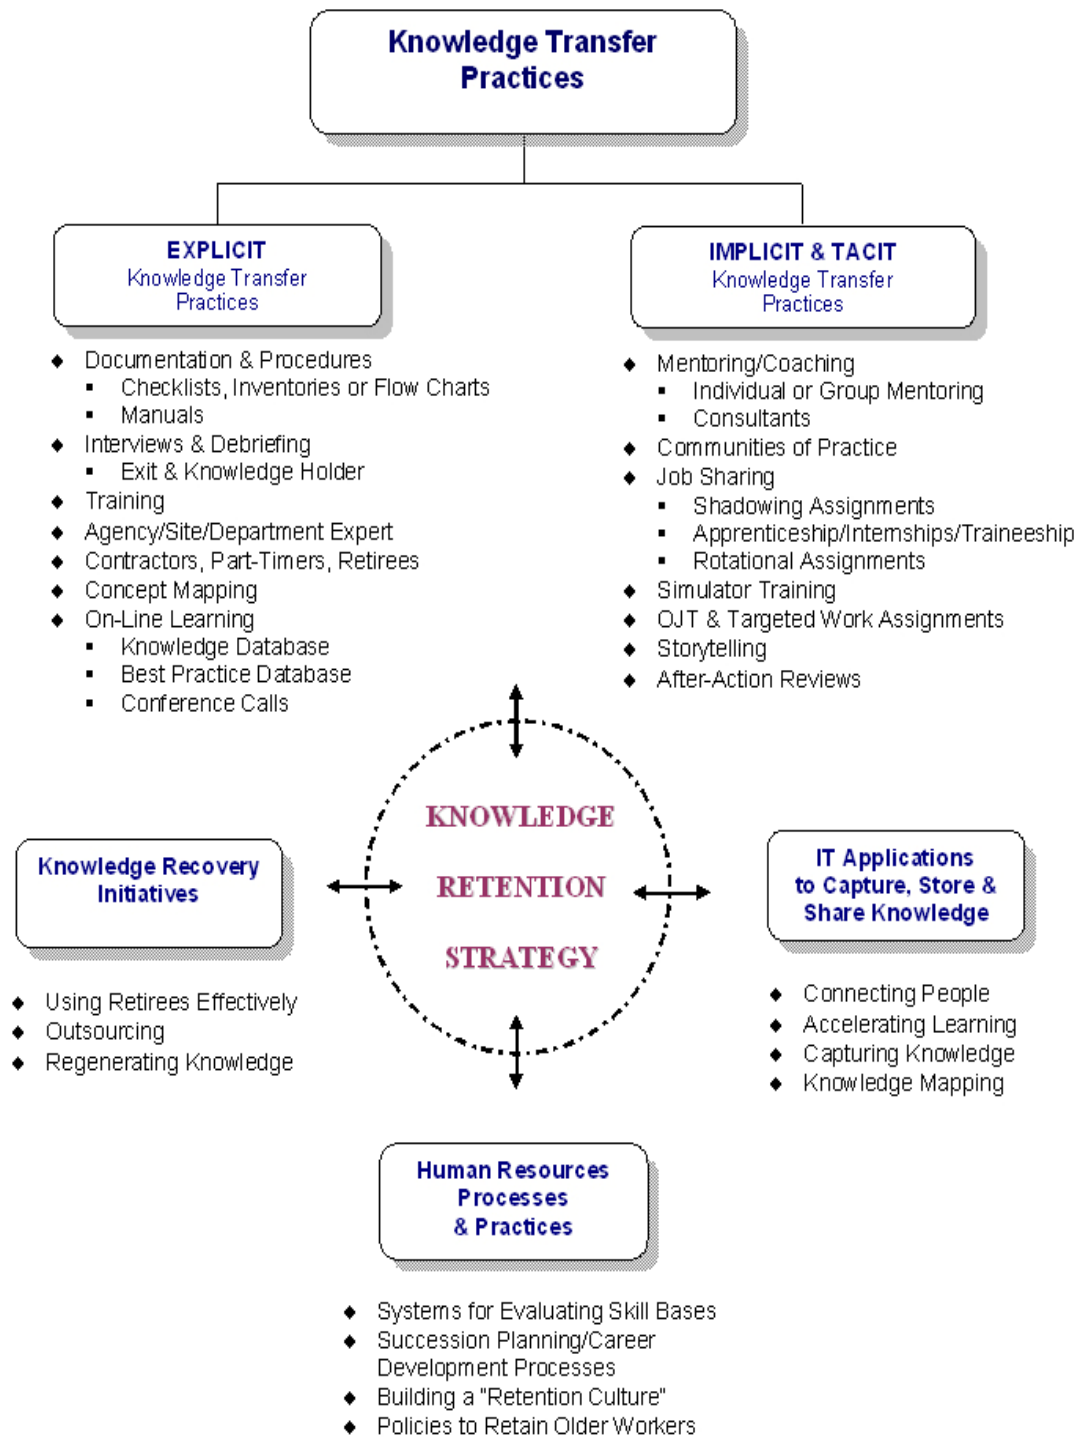 Knowledge Transfer
Practices
EXPLICIT
Knowledge Transfer
Practices
◆ Documentation & Procedures
▪ Checklists, Inventories or Flow Charts
▪ Manuals
◆ Interviews & Debriefing
▪ Exit & Knowledge Holder
◆ Training
◆ Agency/Site/Department Expert
◆ Contractors, Part-Timers, Retirees
◆ Concept Mapping
◆ On-Line Learning
▪ Knowledge Database
▪ Best Practice Database
▪ Conference Calls
IMPLICIT & TACIT
Knowledge Transfer
Practices
◆ Mentoring/Coaching
▪ Individual or Group Mentoring
▪ Consultants
◆ Communities of Practice
◆ Job Sharing
▪ Shadowing Assignments
▪ Apprenticeship/Internships/Traineeship
▪ Rotational Assignments
◆ Simulator Training
◆ OJT & Targeted Work Assignments
◆ Storytelling
◆ After-Action Reviews
KNOWLEDGE
RETENTION
STRATEGY
Knowledge Recovery
Initiatives
◆ Using Retirees Effectively
◆ Outsourcing
◆ Regenerating Knowledge
IT Applications
to Capture, Store &
Share Knowledge
◆ Connecting People
◆ Accelerating Learning
◆ Capturing Knowledge
◆ Knowledge Mapping
Human Resources
Processes
& Practices
◆ Systems for Evaluating Skill Bases
◆ Succession Planning/Career
Development Processes
◆ Building a "Retention Culture"
◆ Policies to Retain Older Workers